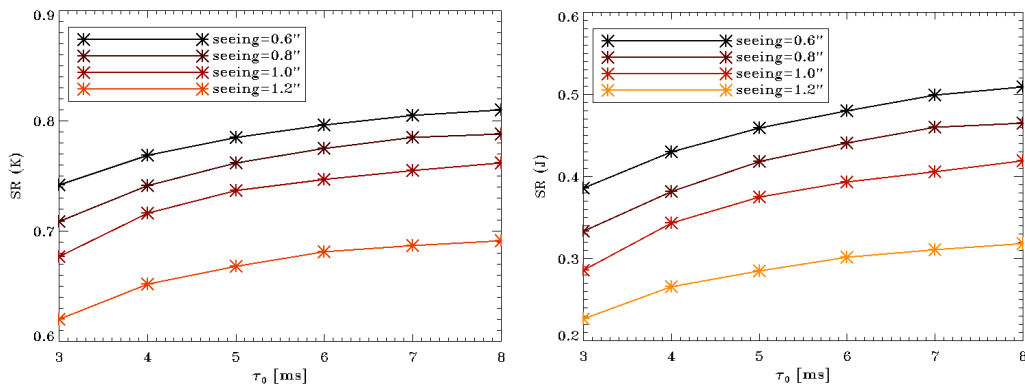 0.9
0.8
0.7
0.6
SR (K)
seeing=0.6"
seeing=0.8"
seeing=1.0"
seeing=1.2"
3 4 5 6 7 8
τ₀ [ms]
0.6
0.5
0.4
0.3
0.2
SR (J)
seeing=0.6"
seeing=0.8"
seeing=1.0"
seeing=1.2"
3 4 5 6 7 8
τ₀ [ms]